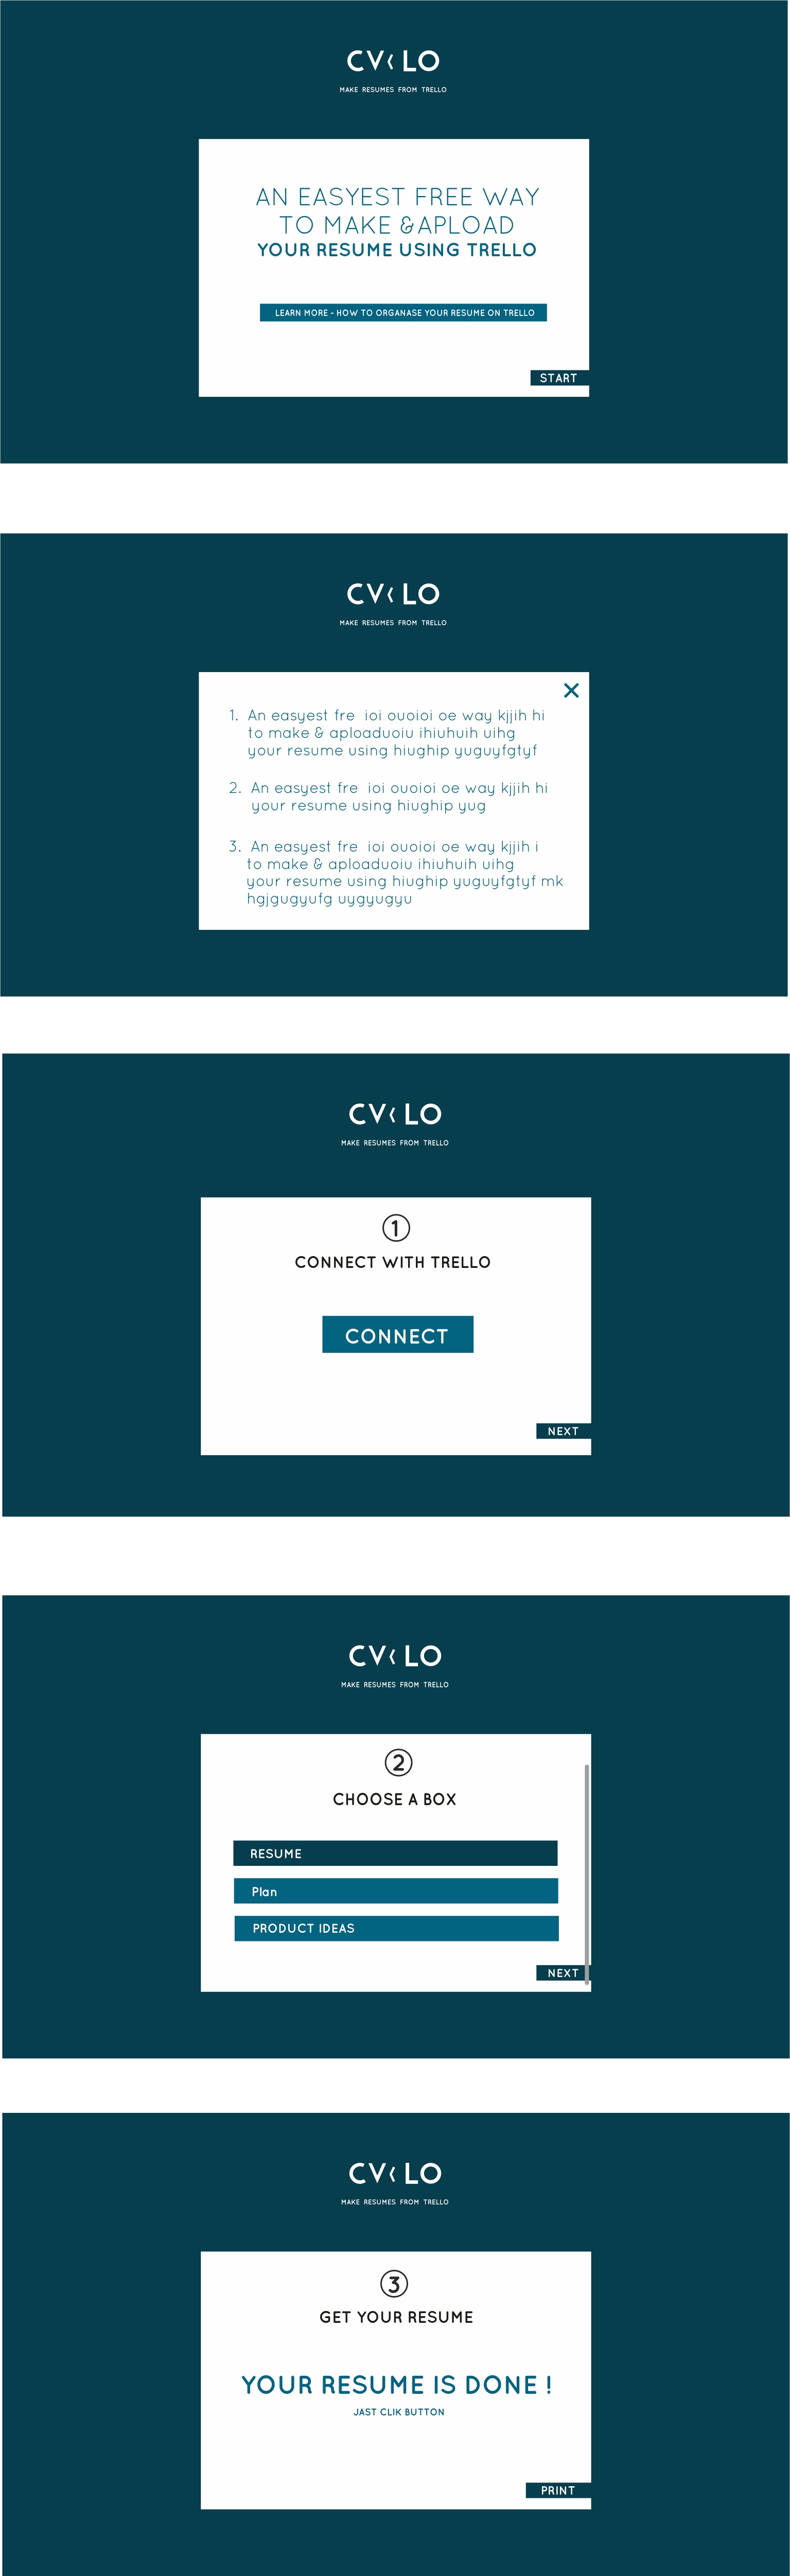 CV‹LO
MAKE RESUMES FROM TRELLO
AN EASYEST FREE WAY
TO MAKE &APLOAD
YOUR RESUME USING TRELLO
LEARN MORE - HOW TO ORGANASE YOUR RESUME ON TRELLO
START
CV‹LO
MAKE RESUMES FROM TRELLO
1. An easyest fre ioi ouoioi oe way kjjih hi
to make & aploaduoiu ihiuhuih uihg
your resume using hiughip yuguyfgtyf
2. An easyest fre ioi ouoioi oe way kjjih hi
your resume using hiughip yug
3. An easyest fre ioi ouoioi oe way kjjih i
to make & aploaduoiu ihiuhuih uihg
your resume using hiughip yuguyfgtyf mk
hgjgugyufg uygyugyu
CV‹LO
MAKE RESUMES FROM TRELLO
1
CONNECT WITH TRELLO
CONNECT
NEXT
CV‹LO
MAKE RESUMES FROM TRELLO
2
CHOOSE A BOX
RESUME
Plan
PRODUCT IDEAS
NEXT
CV‹LO
MAKE RESUMES FROM TRELLO
3
GET YOUR RESUME
YOUR RESUME IS DONE !
JAST CLIK BUTTON
PRINT